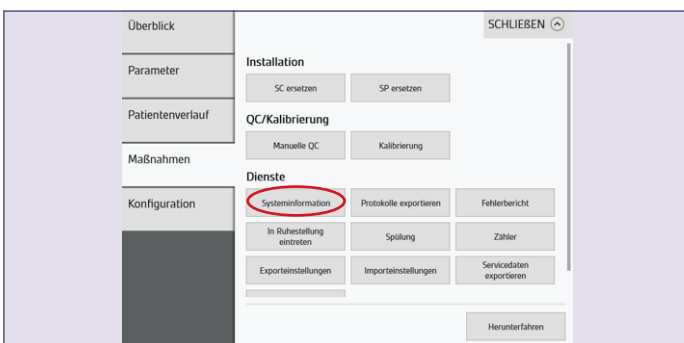 Überblick
SCHLIEßEN
Parameter
Patientenverlauf
Maßnahmen
Konfiguration
Installation
SC ersetzen
SP ersetzen
QC/Kalibrierung
Manuelle QC
Kalibrierung
Dienste
Systeminformation
Protokolle exportieren
Fehlerbericht
In Ruhestellung
eintreten
Spülung
Zähler
Exporteinstellungen
Importeinstellungen
Servicedaten
exportieren
Herunterfahren